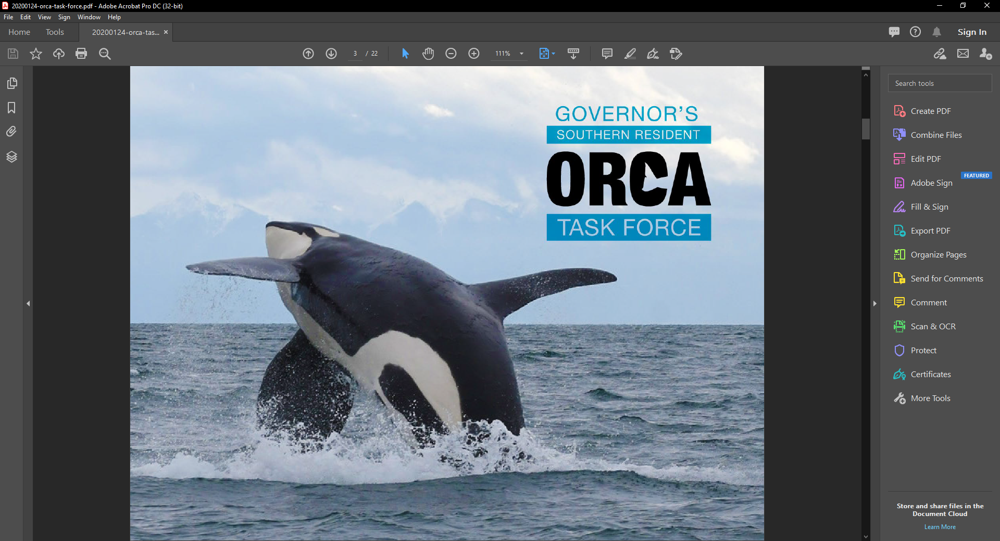 20200124-orca-task-force.pdf - Adobe Acrobat Pro DC (32-bit)
File Edit View Sign Window Help
Home Tools 20200124-orca-tas... Sign In
3 / 22 111%
Search tools
GOVERNOR'S
SOUTHERN RESIDENT
ORCA
TASK FORCE
Create PDF
Combine Files
Edit PDF
FEATURED
Adobe Sign
Fill & Sign
Export PDF
Organize Pages
Send for Comments
Comment
Scan & OCR
Protect
Certificates
More Tools
Store and share files in the
Document Cloud
Learn More